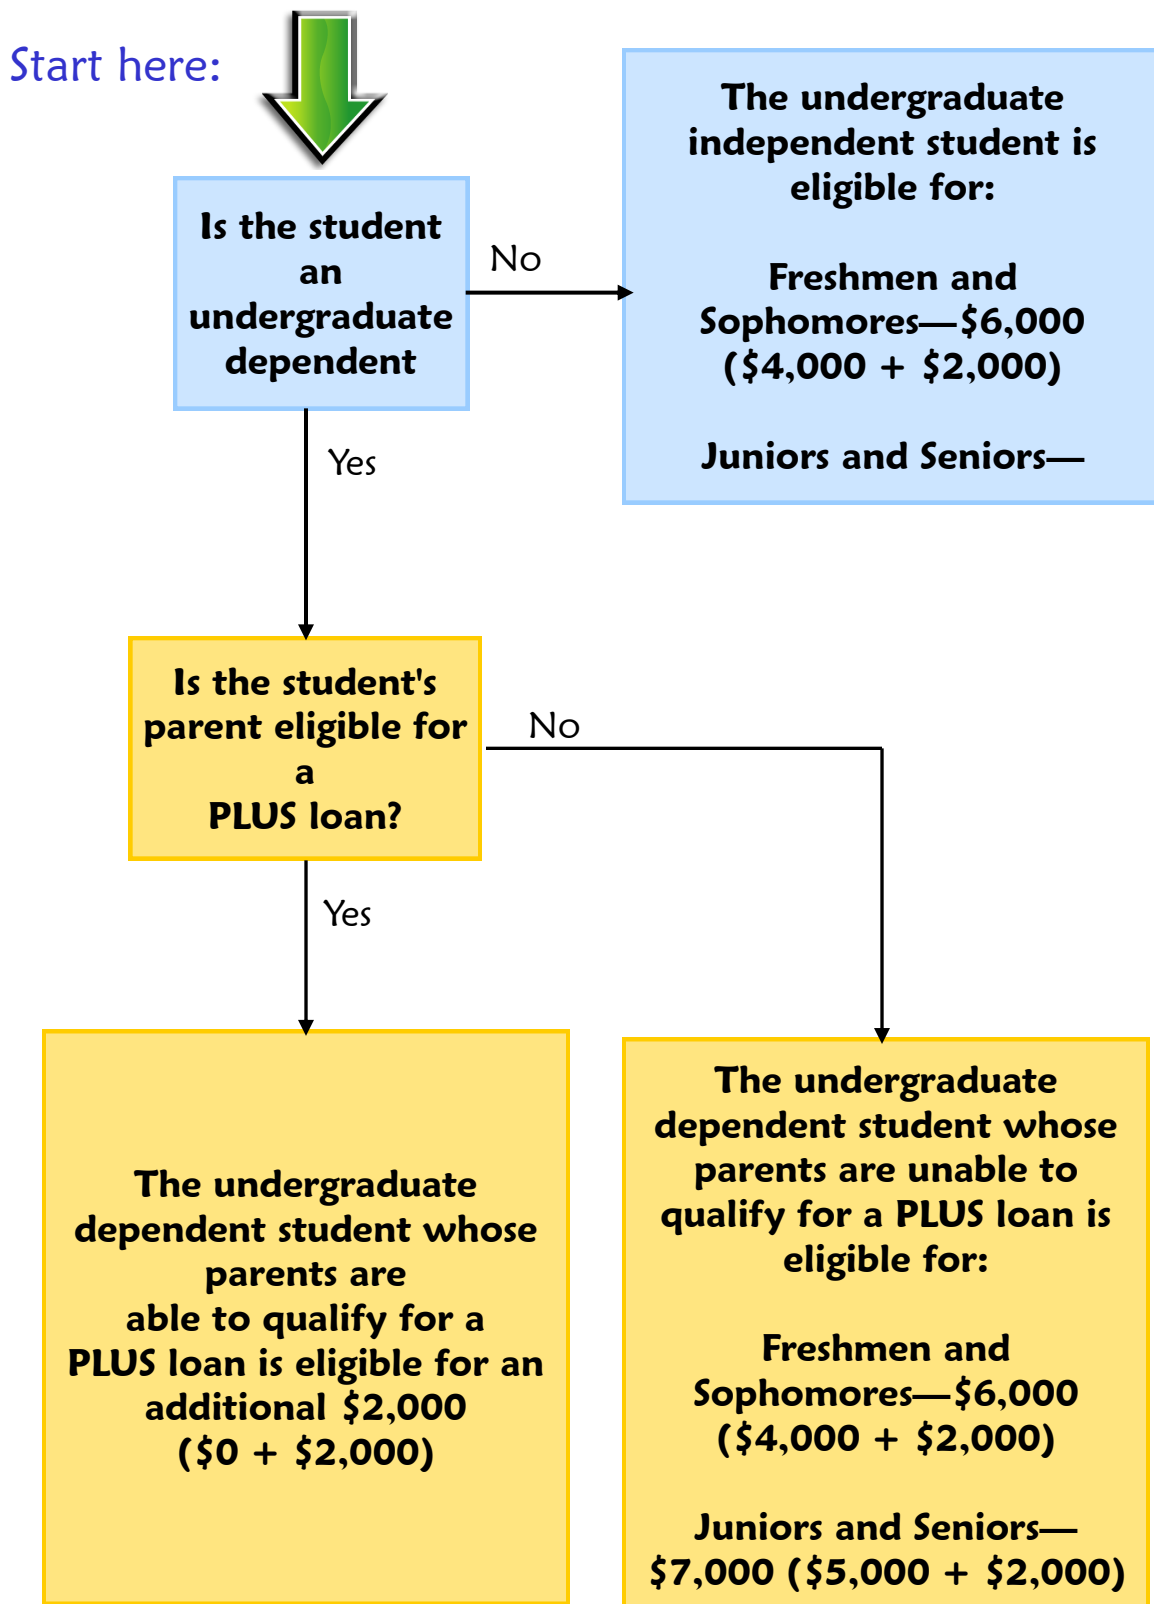 Start here:
Is the student
an
undergraduate
dependent
No
The undergraduate
independent student is
eligible for:
Freshmen and
Sophomores—$6,000
($4,000 + $2,000)
Juniors and Seniors—
Yes
Is the student's
parent eligible for
a
PLUS loan?
No
Yes
The undergraduate
dependent student whose
parents are
able to qualify for a
PLUS loan is eligible for an
additional $2,000
($0 + $2,000)
The undergraduate
dependent student whose
parents are unable to
qualify for a PLUS loan is
eligible for:
Freshmen and
Sophomores—$6,000
($4,000 + $2,000)
Juniors and Seniors—
$7,000 ($5,000 + $2,000)